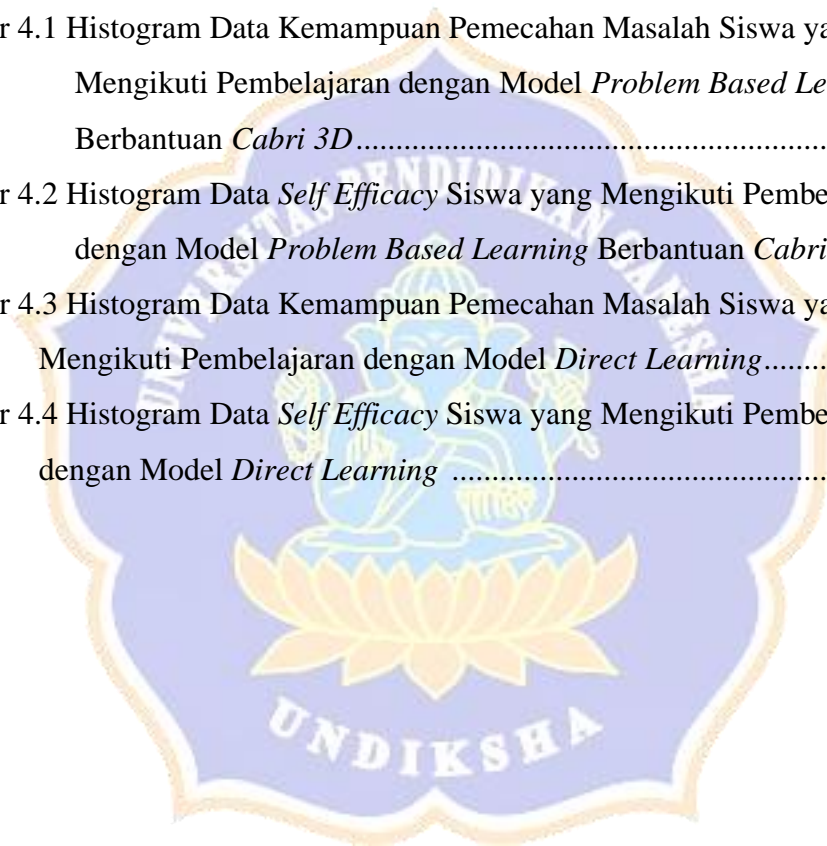 r 4.1 Histogram Data Kemampuan Pemecahan Masalah Siswa ya
Mengikuti Pembelajaran dengan Model Problem Based Le
Berbantuan Cabri 3D...........................................................
r 4.2 Histogram Data Self Efficacy Siswa yang Mengikuti Pembe
dengan Model Problem Based Learning Berbantuan Cabri
r 4.3 Histogram Data Kemampuan Pemecahan Masalah Siswa ya
Mengikuti Pembelajaran dengan Model Direct Learning........
r 4.4 Histogram Data Self Efficacy Siswa yang Mengikuti Pembe
dengan Model Direct Learning ...............................................
UNIVERSITAS PENDIDIKAN GANESHA
UNDIKSHA